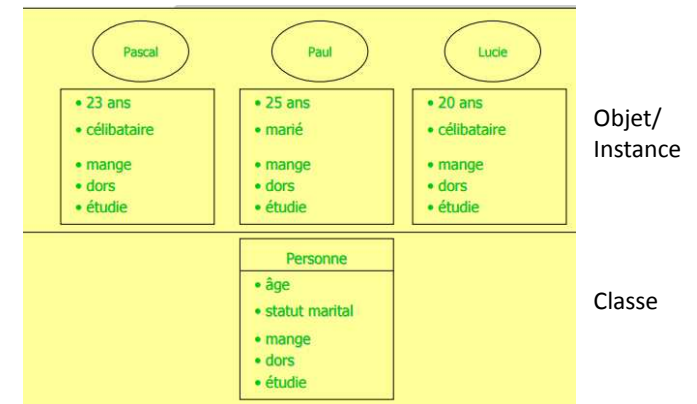 Pascal
Paul
Lucie
• 23 ans
• célibataire
• mange
• dors
• étudie
• 25 ans
• marié
• mange
• dors
• étudie
• 20 ans
• célibataire
• mange
• dors
• étudie
Objet/
Instance
Personne
• âge
• statut marital
• mange
• dors
• étudie
Classe